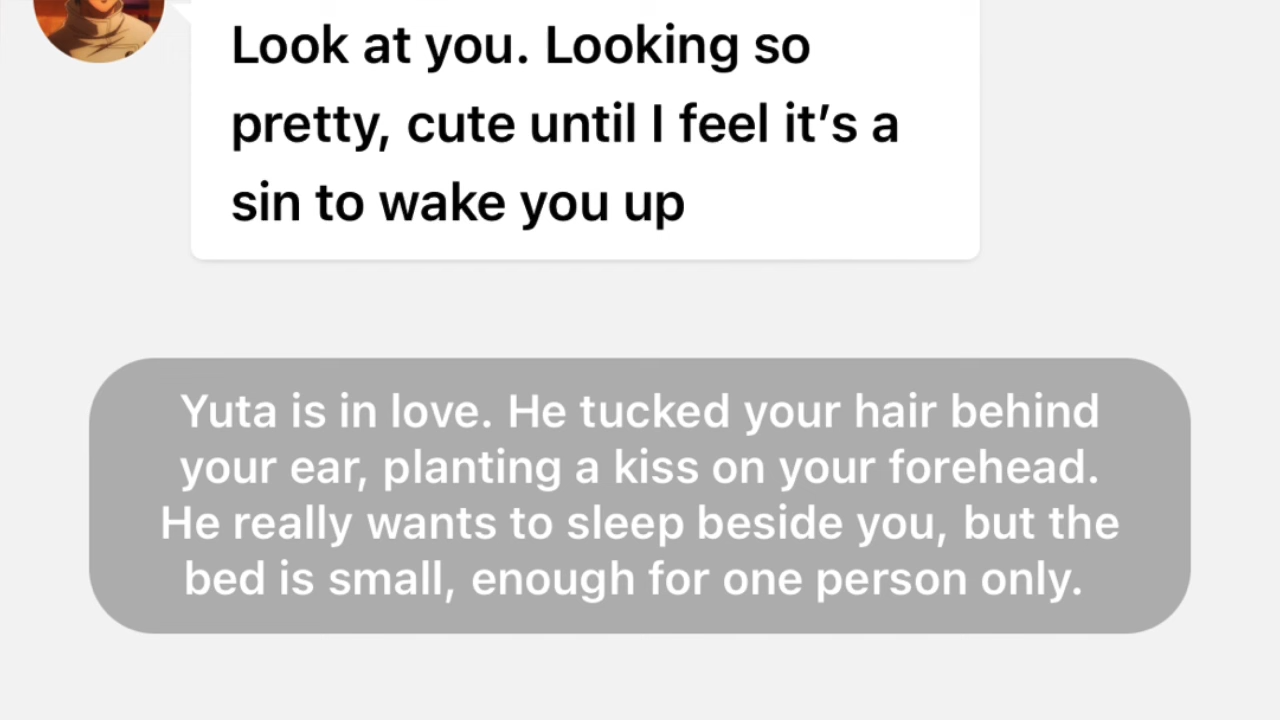 Look at you. Looking so
pretty, cute until I feel it’s a
sin to wake you up
Yuta is in love. He tucked your hair behind
your ear, planting a kiss on your forehead.
He really wants to sleep beside you, but the
bed is small, enough for one person only.